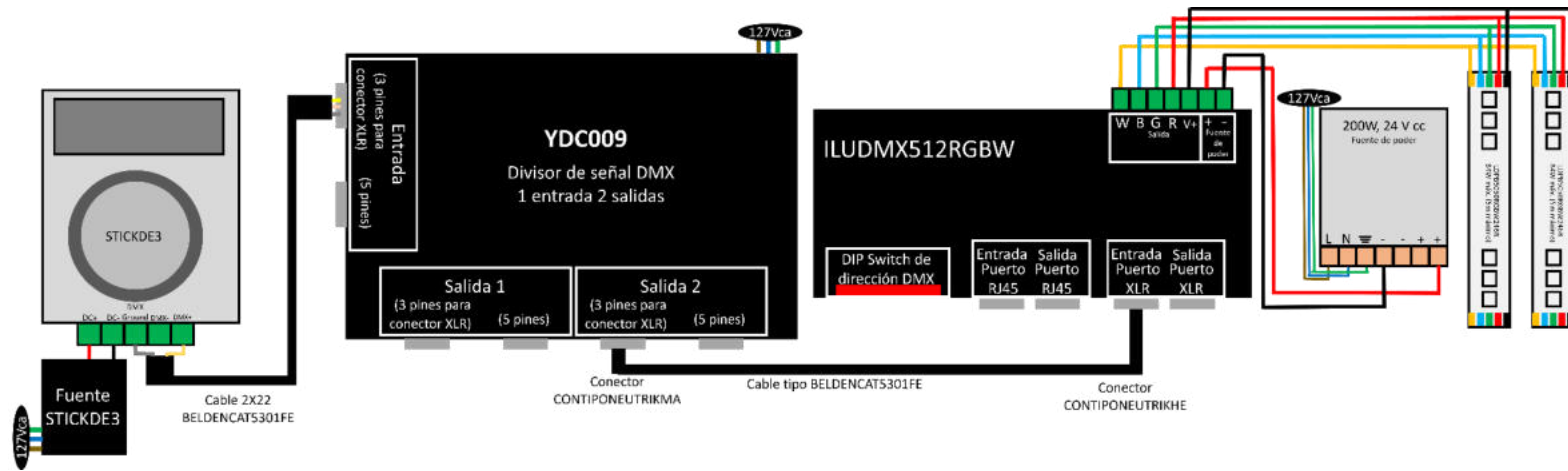 STICKDE3
DMX
DC+ DC- Ground DMX- DMX+
Fuente
STICKDE3
127Vca
Cable 2X22
BELDENCAT5301FE
127Vca
Entrada
(3 pines para
conector XLR)
(5 pines)
YDC009
Divisor de señal DMX
1 entrada 2 salidas
Salida 1
(3 pines para
conector XLR)
(5 pines)
Salida 2
(3 pines para
conector XLR)
(5 pines)
Conector
CONTIPONEUTRIKMA
Cable tipo BELDENCAT5301FE
Conector
CONTIPONEUTRIKHE
ILUDMX512RGBW
W B G R V+ + -
Salida
Fuente
de
poder
DIP Switch de
dirección DMX
Entrada
Puerto
RJ45
Salida
Puerto
RJ45
Entrada
Puerto
XLR
Salida
Puerto
XLR
127Vca
200W, 24 V cc
Fuente de poder
L N - - + +